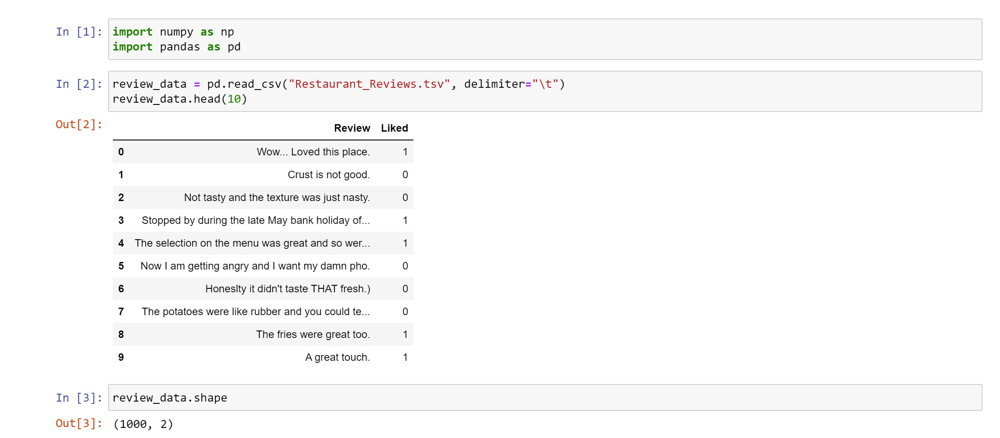 In [1]: import numpy as np
import pandas as pd
In [2]: review_data = pd.read_csv("Restaurant_Reviews.tsv", delimiter="\t")
review_data.head(10)
Out[2]:
Review Liked
0 Wow... Loved this place. 1
1 Crust is not good. 0
2 Not tasty and the texture was just nasty. 0
3 Stopped by during the late May bank holiday of... 1
4 The selection on the menu was great and so wer... 1
5 Now I am getting angry and I want my damn pho. 0
6 Honeslty it didn't taste THAT fresh.) 0
7 The potatoes were like rubber and you could te... 0
8 The fries were great too. 1
9 A great touch. 1
In [3]: review_data.shape
Out[3]: (1000, 2)